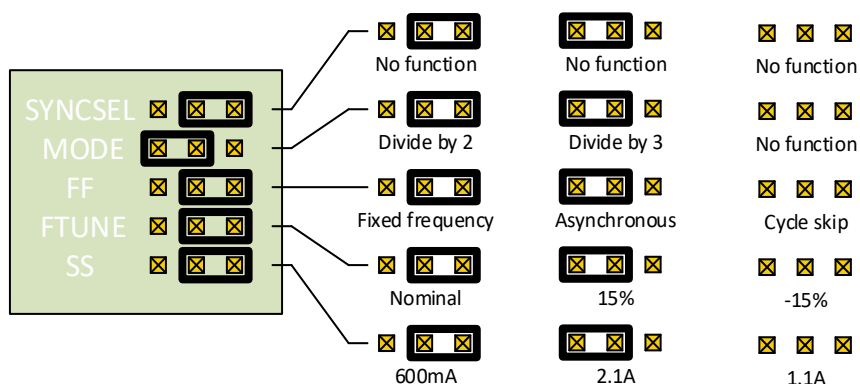 No function No function No function
SYNCSEL
MODE
FF
FTUNE
SS
Divide by 2 Divide by 3 No function
Fixed frequency Asynchronous Cycle skip
Nominal 15% -15%
600mA 2.1A 1.1A